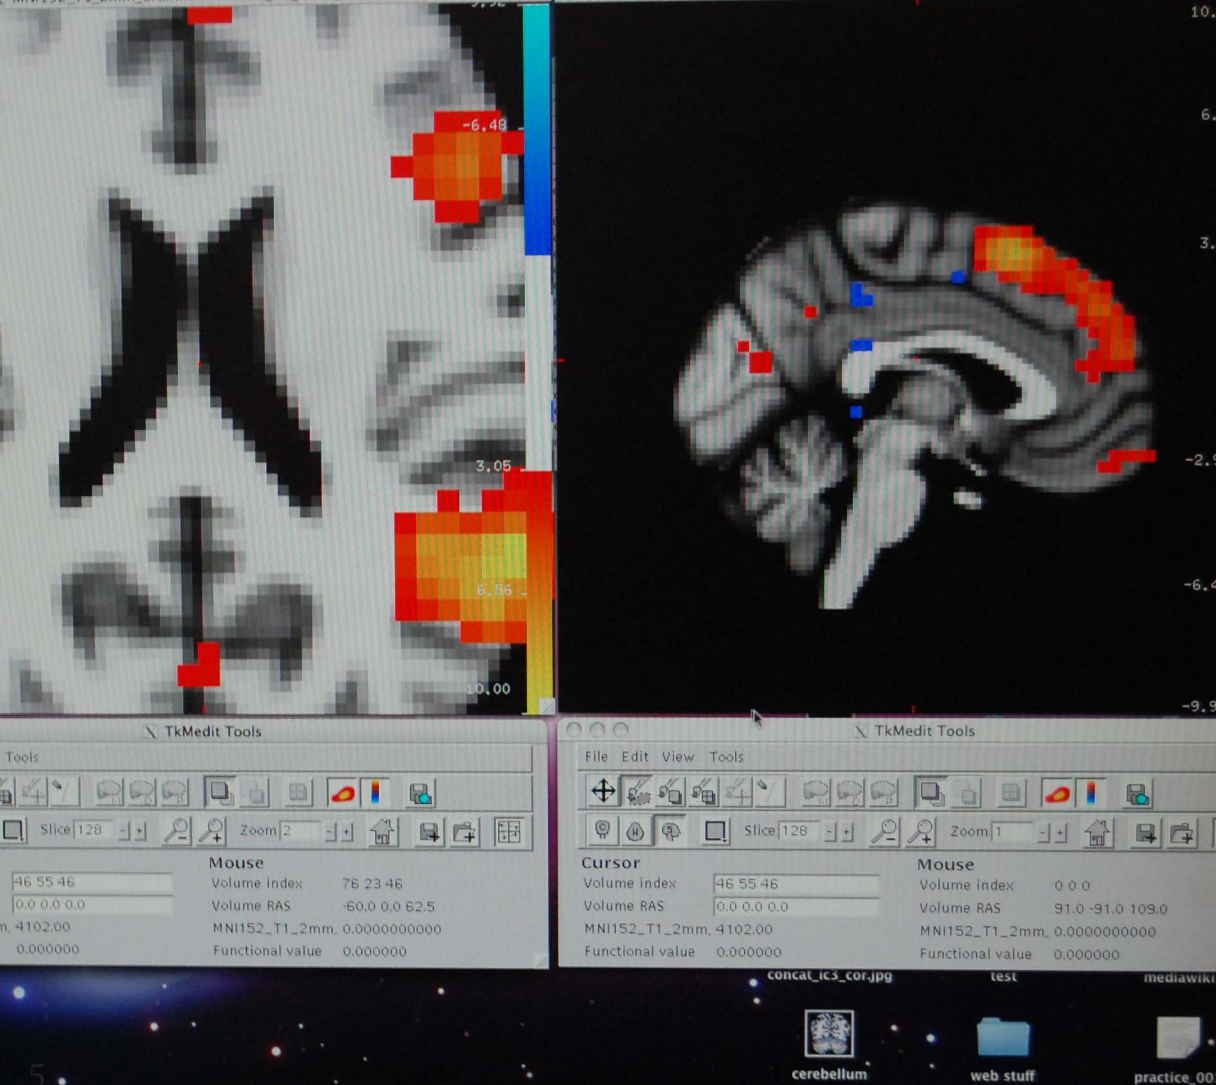 -6.48
3.05
6.56
10.00
10.
6.
3.
-2.9
-6.4
-9.9
TkMedit Tools
Tools
Slice 128
Zoom 2
Mouse
46 55 46
Volume index
76 23 46
0.0 0.0 0.0
Volume RAS
-60.0 0.0 62.5
4102.00
MNI152_T1_2mm.
0.0000000000
0.000000
Functional value
0.000000
TkMedit Tools
File Edit View Tools
Slice 128
Zoom 1
Cursor
Mouse
Volume index
46 55 46
Volume index
0 0 0
Volume RAS
0.0 0.0 0.0
Volume RAS
91.0 -91.0 109.0
MNI152_T1_2mm.
4102.00
MNI152_T1_2mm.
0.0000000000
Functional value
0.000000
Functional value
0.000000
concat_ic3_cor.jpg
test
mediawiki
cerebellum
web stuff
practice_00